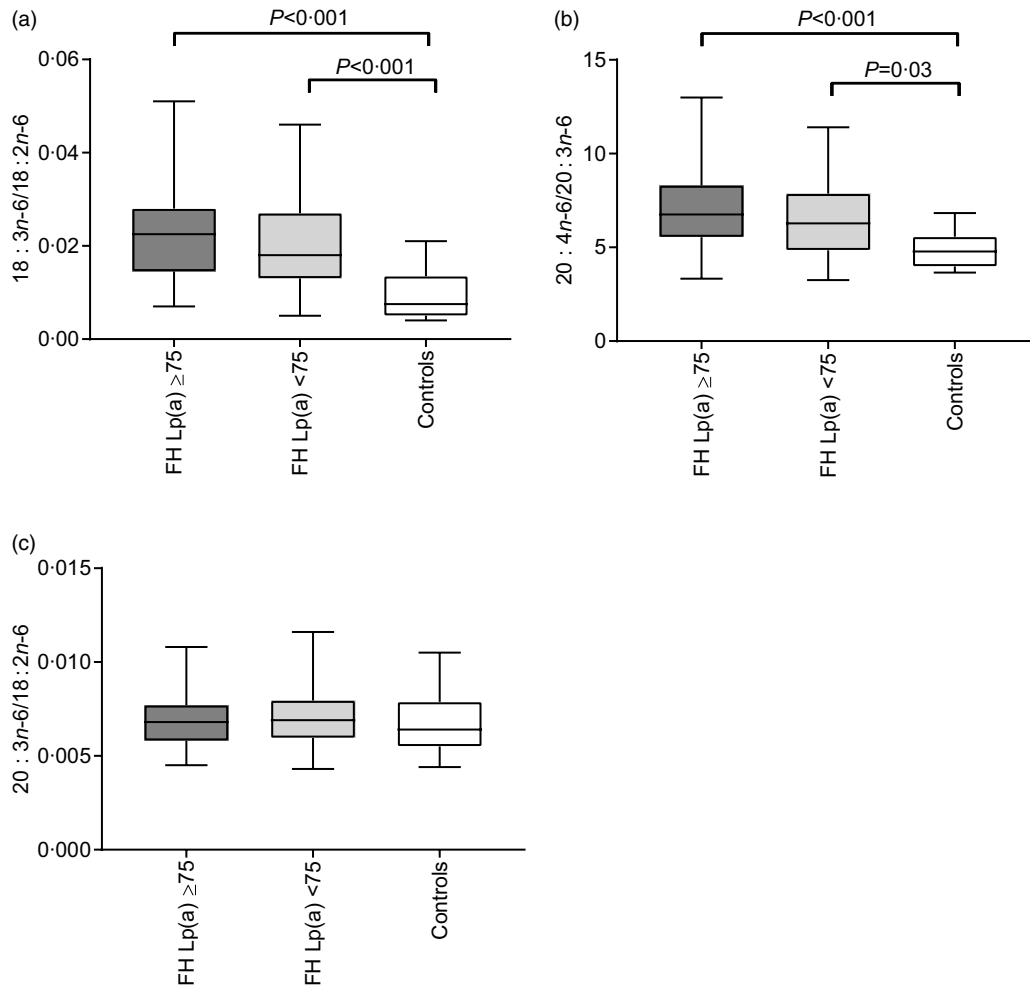 (a)
P<0·001
P<0·001
0·06
0·04
0·02
0·00
18 : 3n-6/18 : 2n-6
FH Lp(a) ≥75
FH Lp(a) <75
Controls
(b)
P<0·001
P=0·03
15
10
5
0
20 : 4n-6/20 : 3n-6
FH Lp(a) ≥75
FH Lp(a) <75
Controls
(c)
0·015
0·010
0·005
0·000
20 : 3n-6/18 : 2n-6
FH Lp(a) ≥75
FH Lp(a) <75
Controls